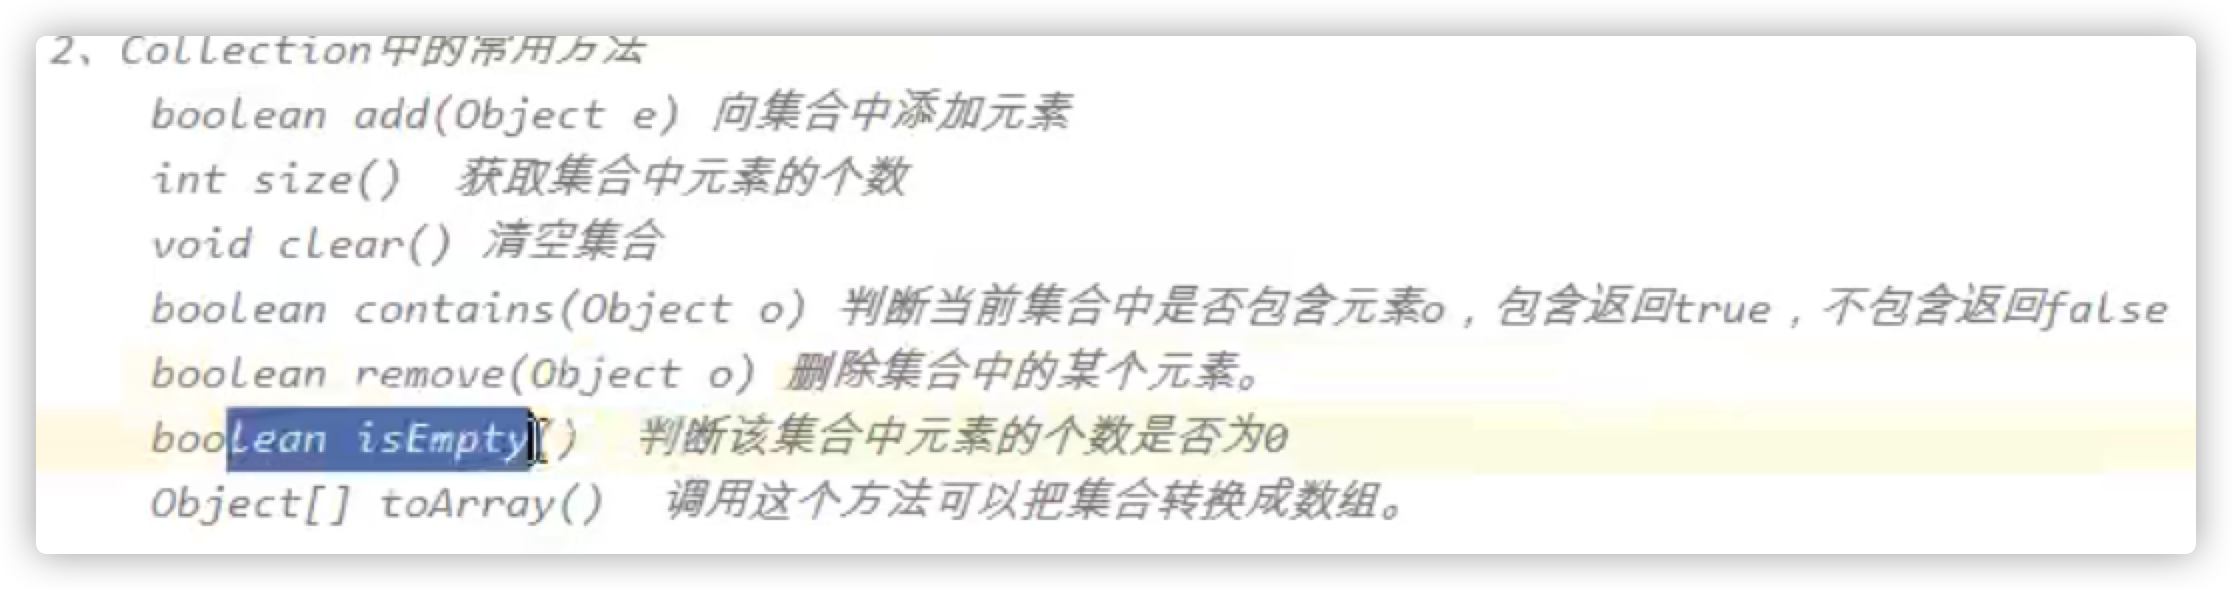 2、Collection中的常用方法
boolean add(Object e) 向集合中添加元素
int size() 获取集合中元素的个数
void clear() 清空集合
boolean contains(Object o) 判断当前集合中是否包含元素o，包含返回true，不包含返回false
boolean remove(Object o) 删除集合中的某个元素。
boolean isEmpty() 判断该集合中元素的个数是否为0
Object[] toArray() 调用这个方法可以把集合转换成数组。